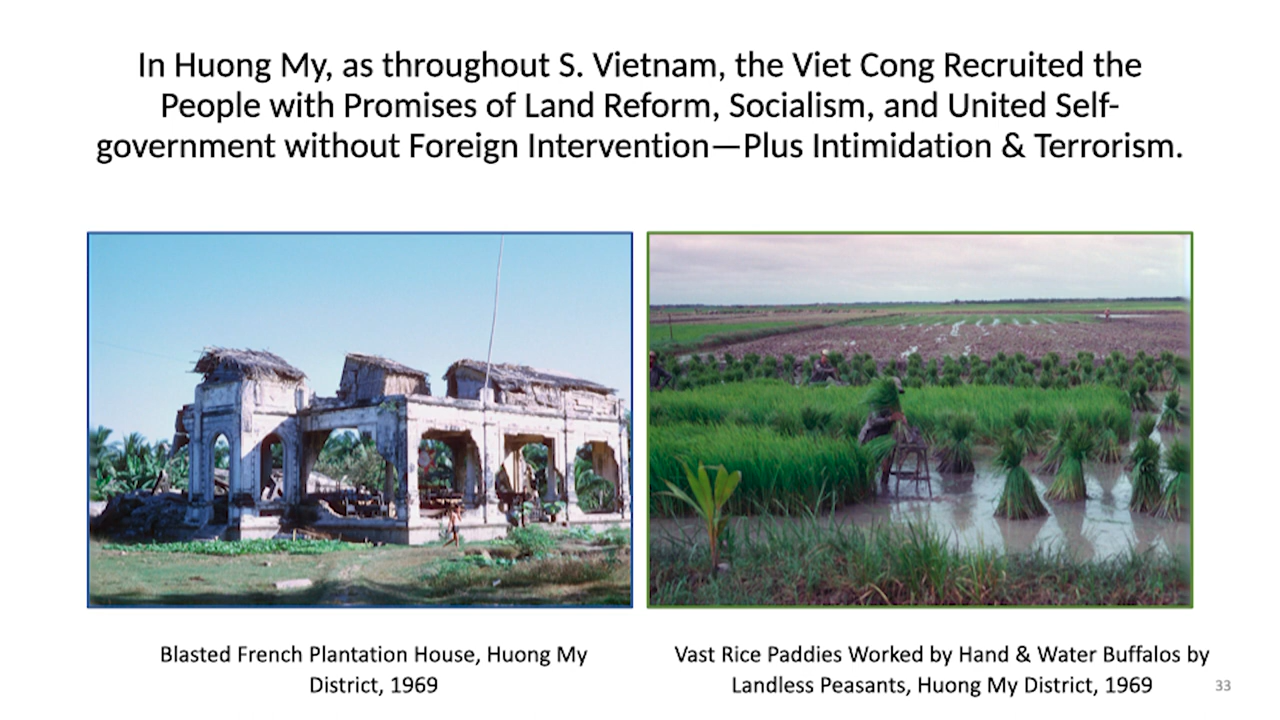 In Huong My, as throughout S. Vietnam, the Viet Cong Recruited the
People with Promises of Land Reform, Socialism, and United Self-
government without Foreign Intervention—Plus Intimidation & Terrorism.
Blasted French Plantation House, Huong My
District, 1969
Vast Rice Paddies Worked by Hand & Water Buffalos by
Landless Peasants, Huong My District, 1969
33